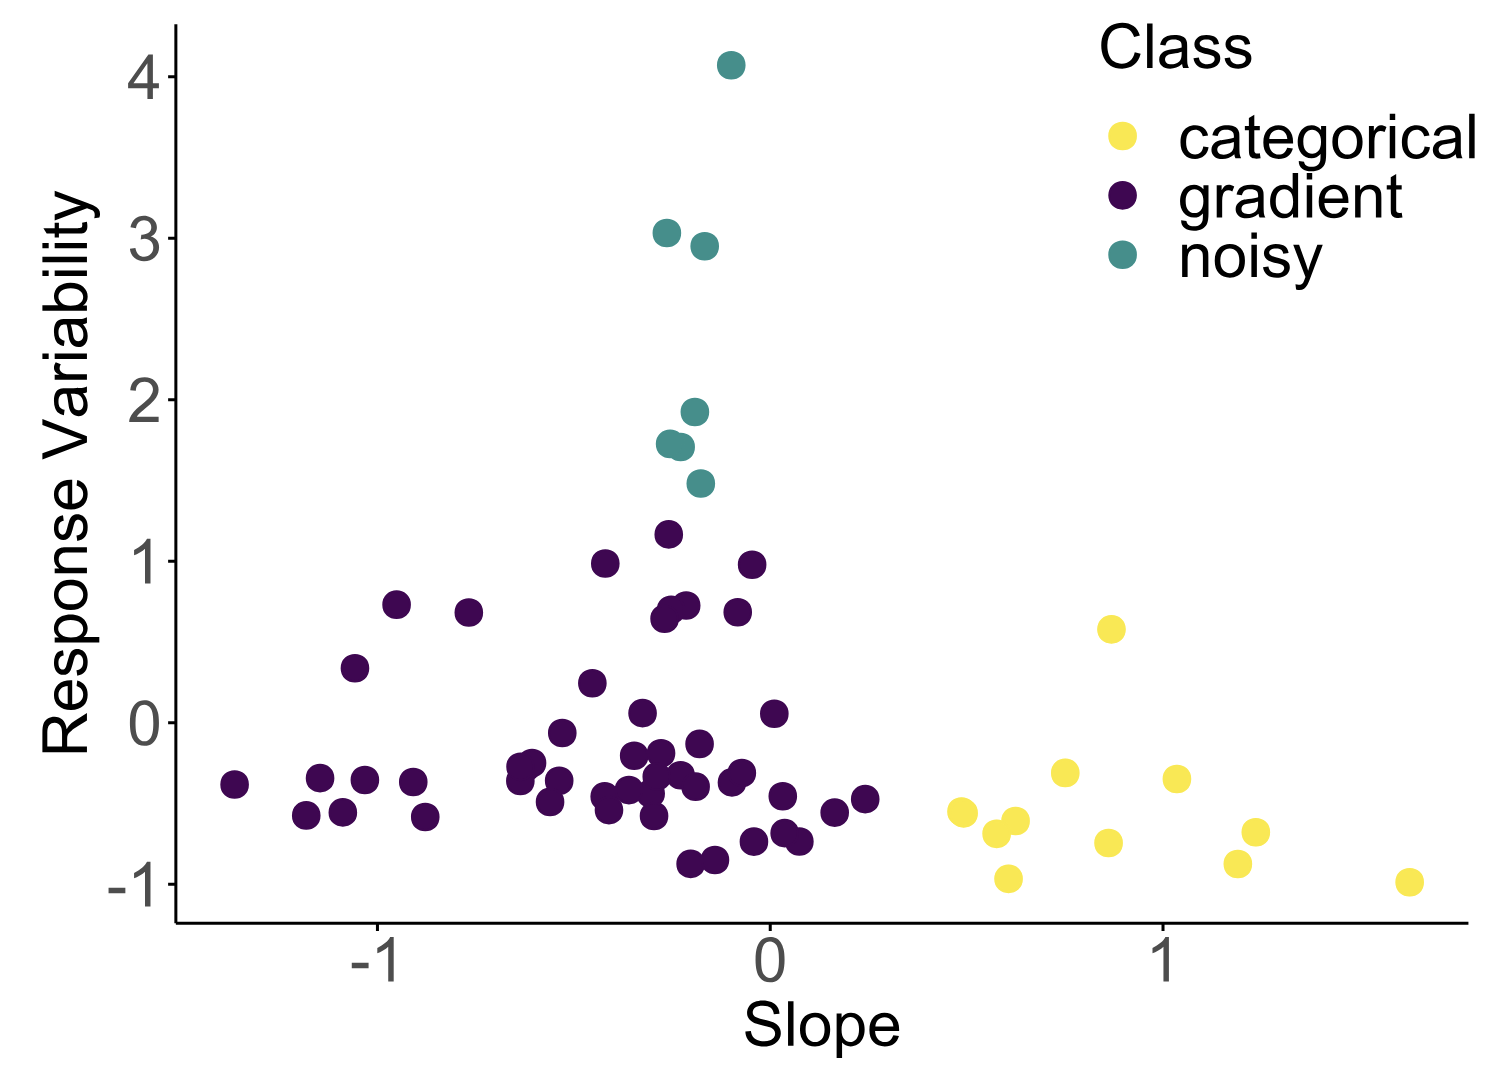 Class
categorical
gradient
noisy
Response Variability
4
3
2
1
0
-1
-1 0 1
Slope